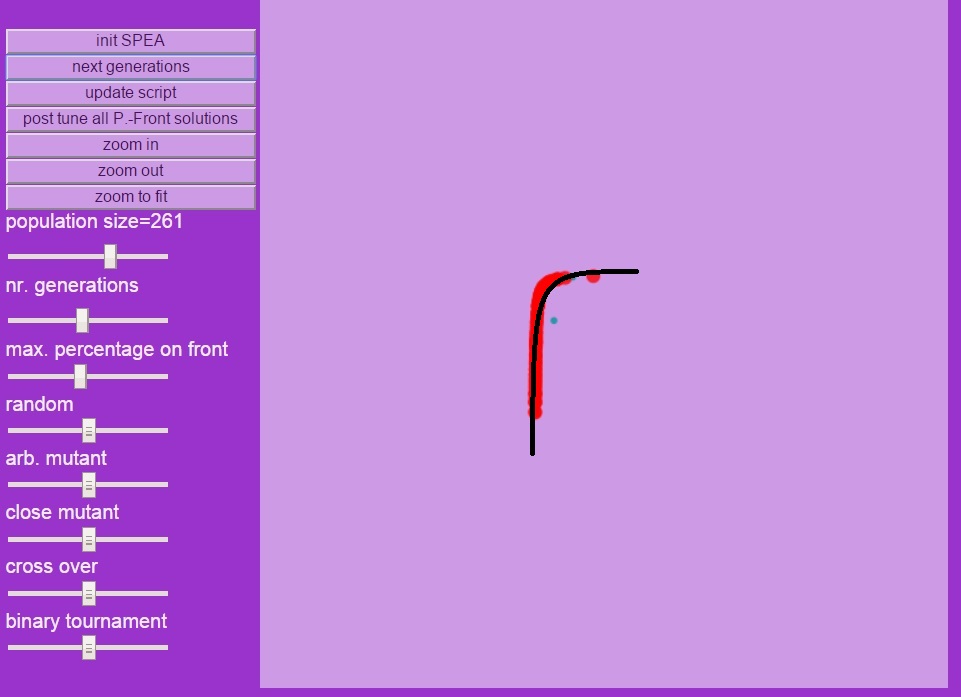 init SPEA
next generations
update script
post tune all P.-Front solutions
zoom in
zoom out
zoom to fit
population size=261
nr. generations
max. percentage on front
random
arb. mutant
close mutant
cross over
binary tournament